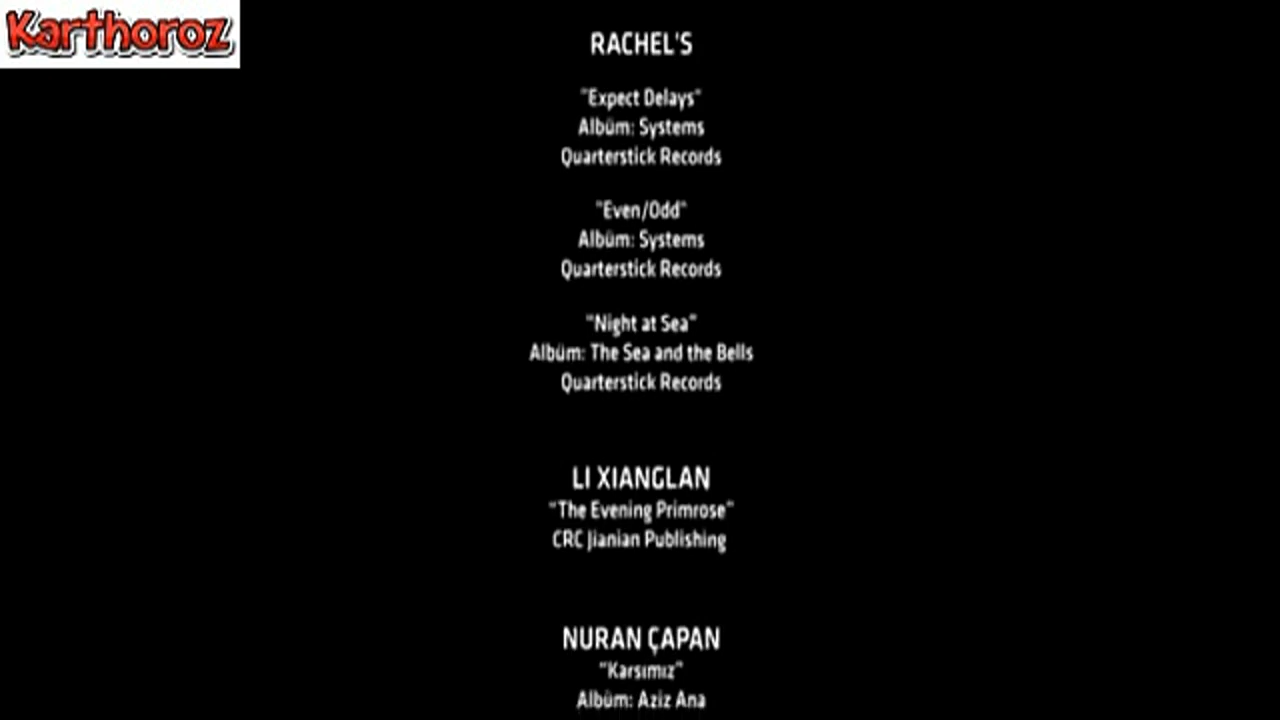 Karthoroz
RACHEL'S
"Expect Delays"
Albüm: Systems
Quarterstick Records
"Even/Odd"
Albüm: Systems
Quarterstick Records
"Night at Sea"
Albüm: The Sea and the Bells
Quarterstick Records
LI XIANGLAN
"The Evening Primrose"
CRC Jianian Publishing
NURAN ÇAPAN
"Karsımız"
Albüm: Aziz Ana